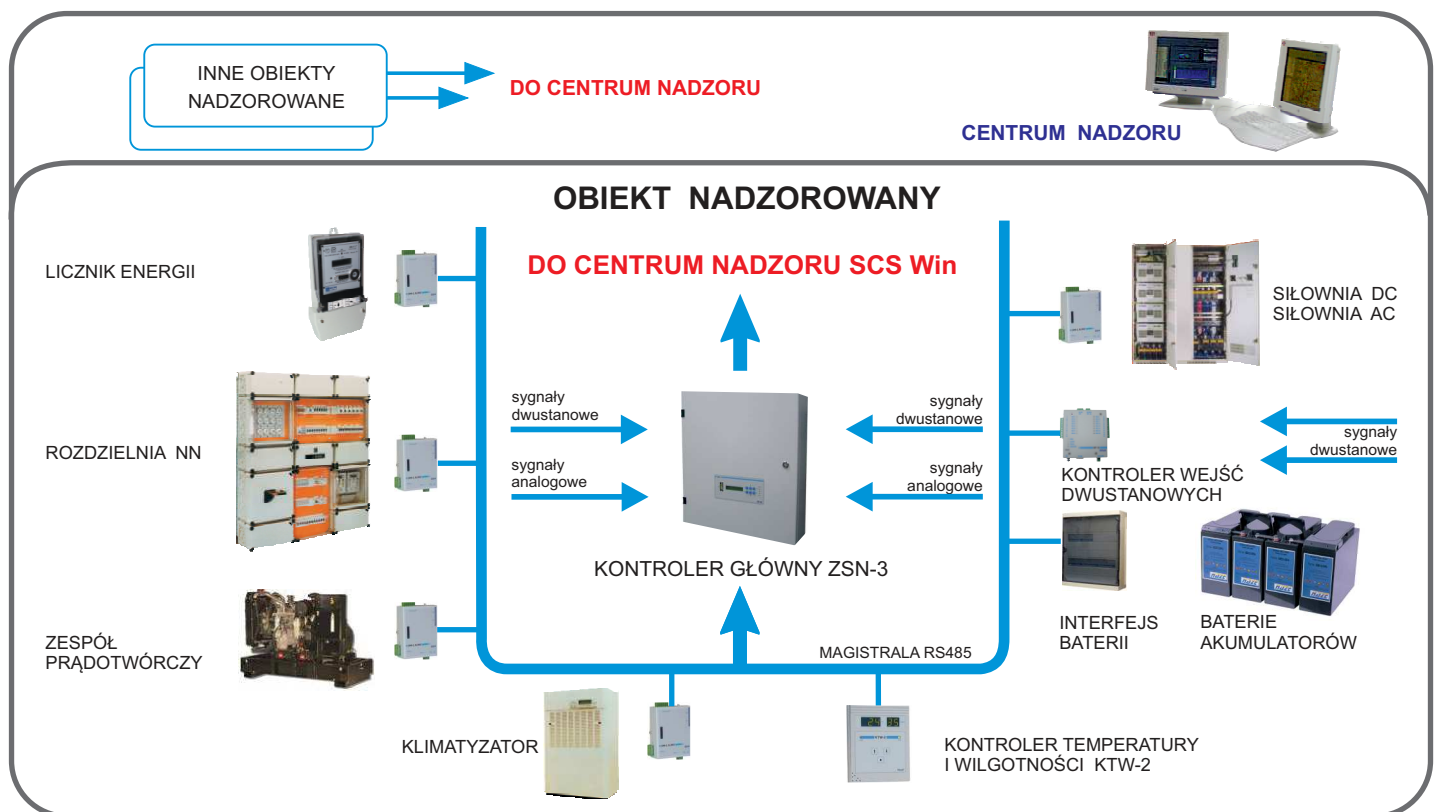 INNE OBIEKTY
NADZOROWANE
DO CENTRUM NADZORU
CENTRUM NADZORU
OBIEKT NADZOROWANY
DO CENTRUM NADZORU SCS Win
LICZNIK ENERGII
SIŁOWNIA DC
SIŁOWNIA AC
sygnały
dwustanowe
sygnały
dwustanowe
sygnały
dwustanowe
ROZDZIELNIA NN
sygnały
analogowe
sygnały
analogowe
KONTROLER WEJŚĆ
DWUSTANOWYCH
KONTROLER GŁÓWNY ZSN-3
INTERFEJS
BATERII
BATERIE
AKUMULATORÓW
ZESPÓŁ
PRĄDOTWÓRCZY
MAGISTRALA RS485
KLIMATYZATOR
KONTROLER TEMPERATURY
I WILGOTNOŚCI KTW-2